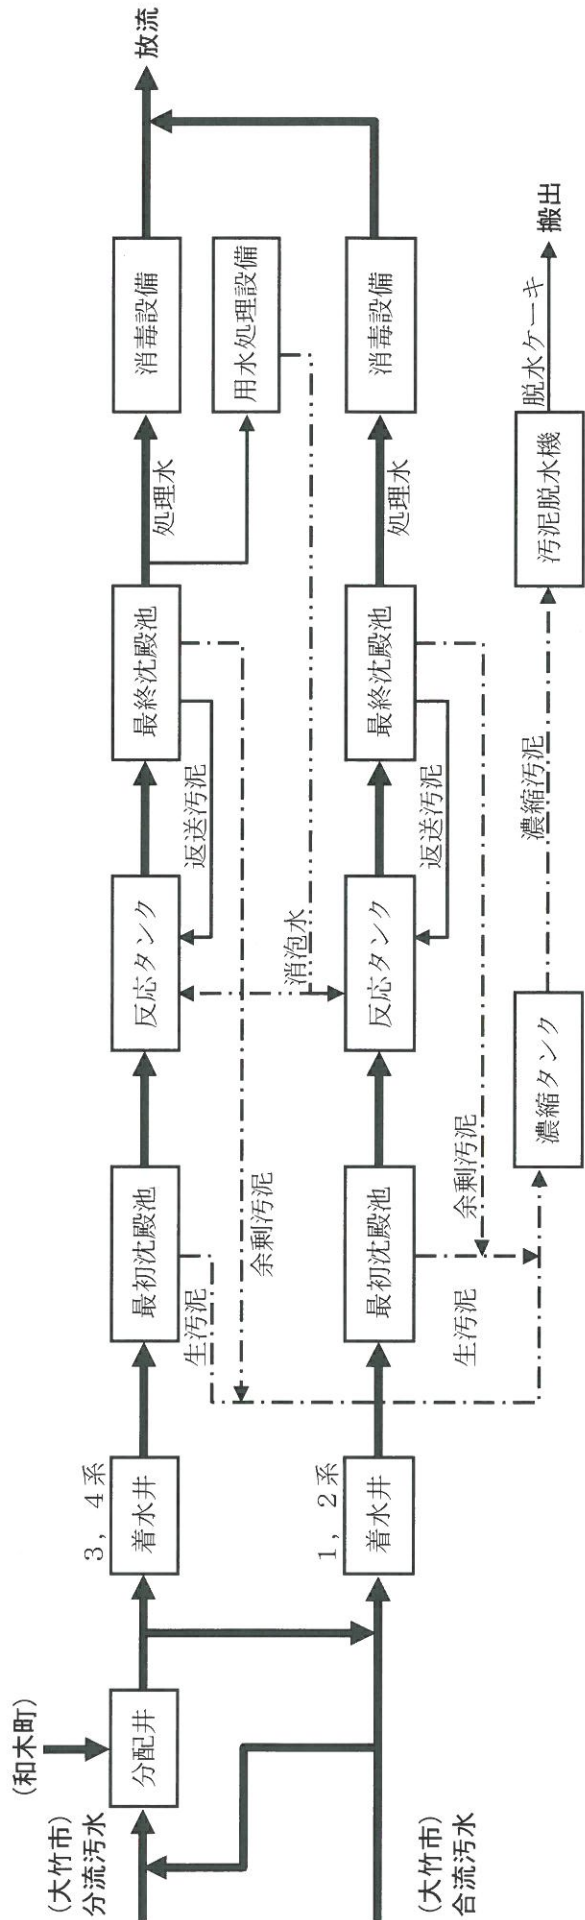 (和木町)
(大竹市)
分流汚水
分配井
3，4系
着水井
最初沈殿池
生汚泥
余剰汚泥
反応タンク
返送汚泥
最終沈殿池
処理水
消毒設備
用水処理設備
放流
消泡水
(大竹市)
合流汚水
1，2系
着水井
最初沈殿池
生汚泥
余剰汚泥
反応タンク
返送汚泥
最終沈殿池
処理水
消毒設備
濃縮タンク
濃縮汚泥
汚泥脱水機
脱水ケーキ
搬出